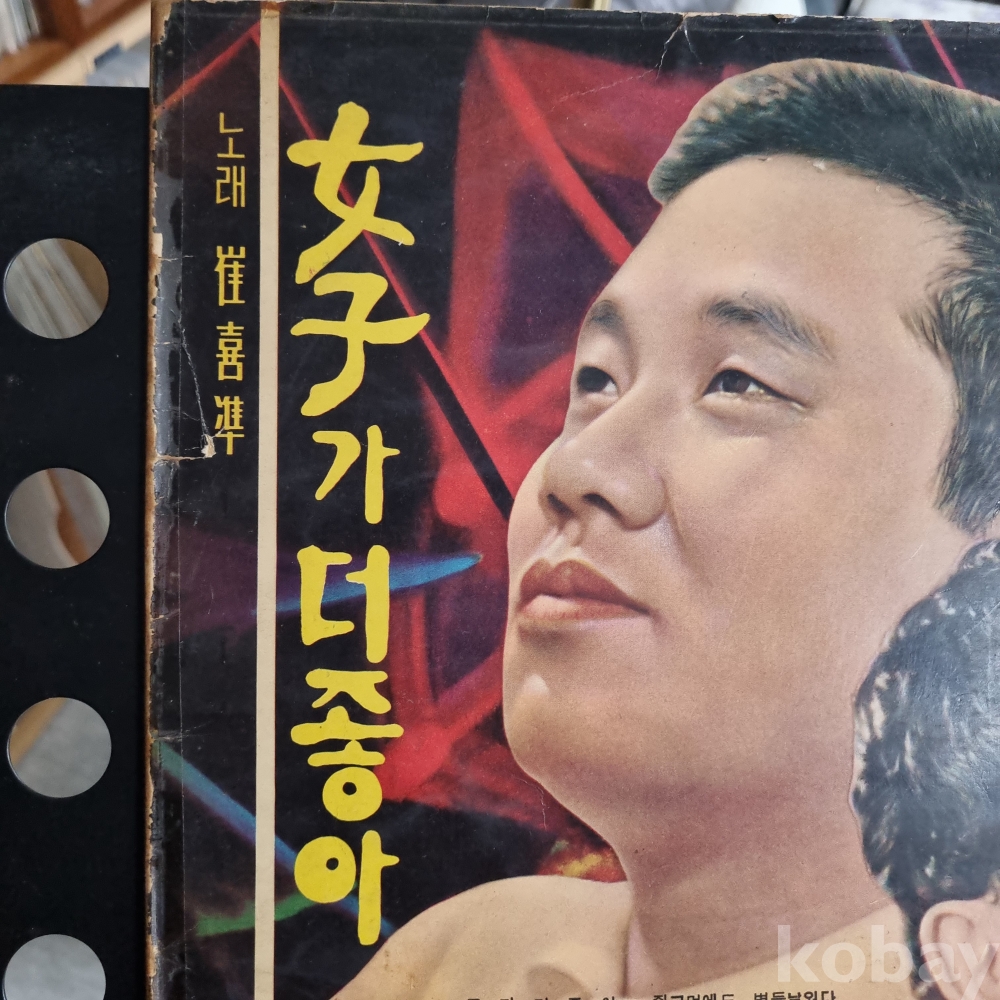 노래 崔喜準
女子가 더 좋아
kobay